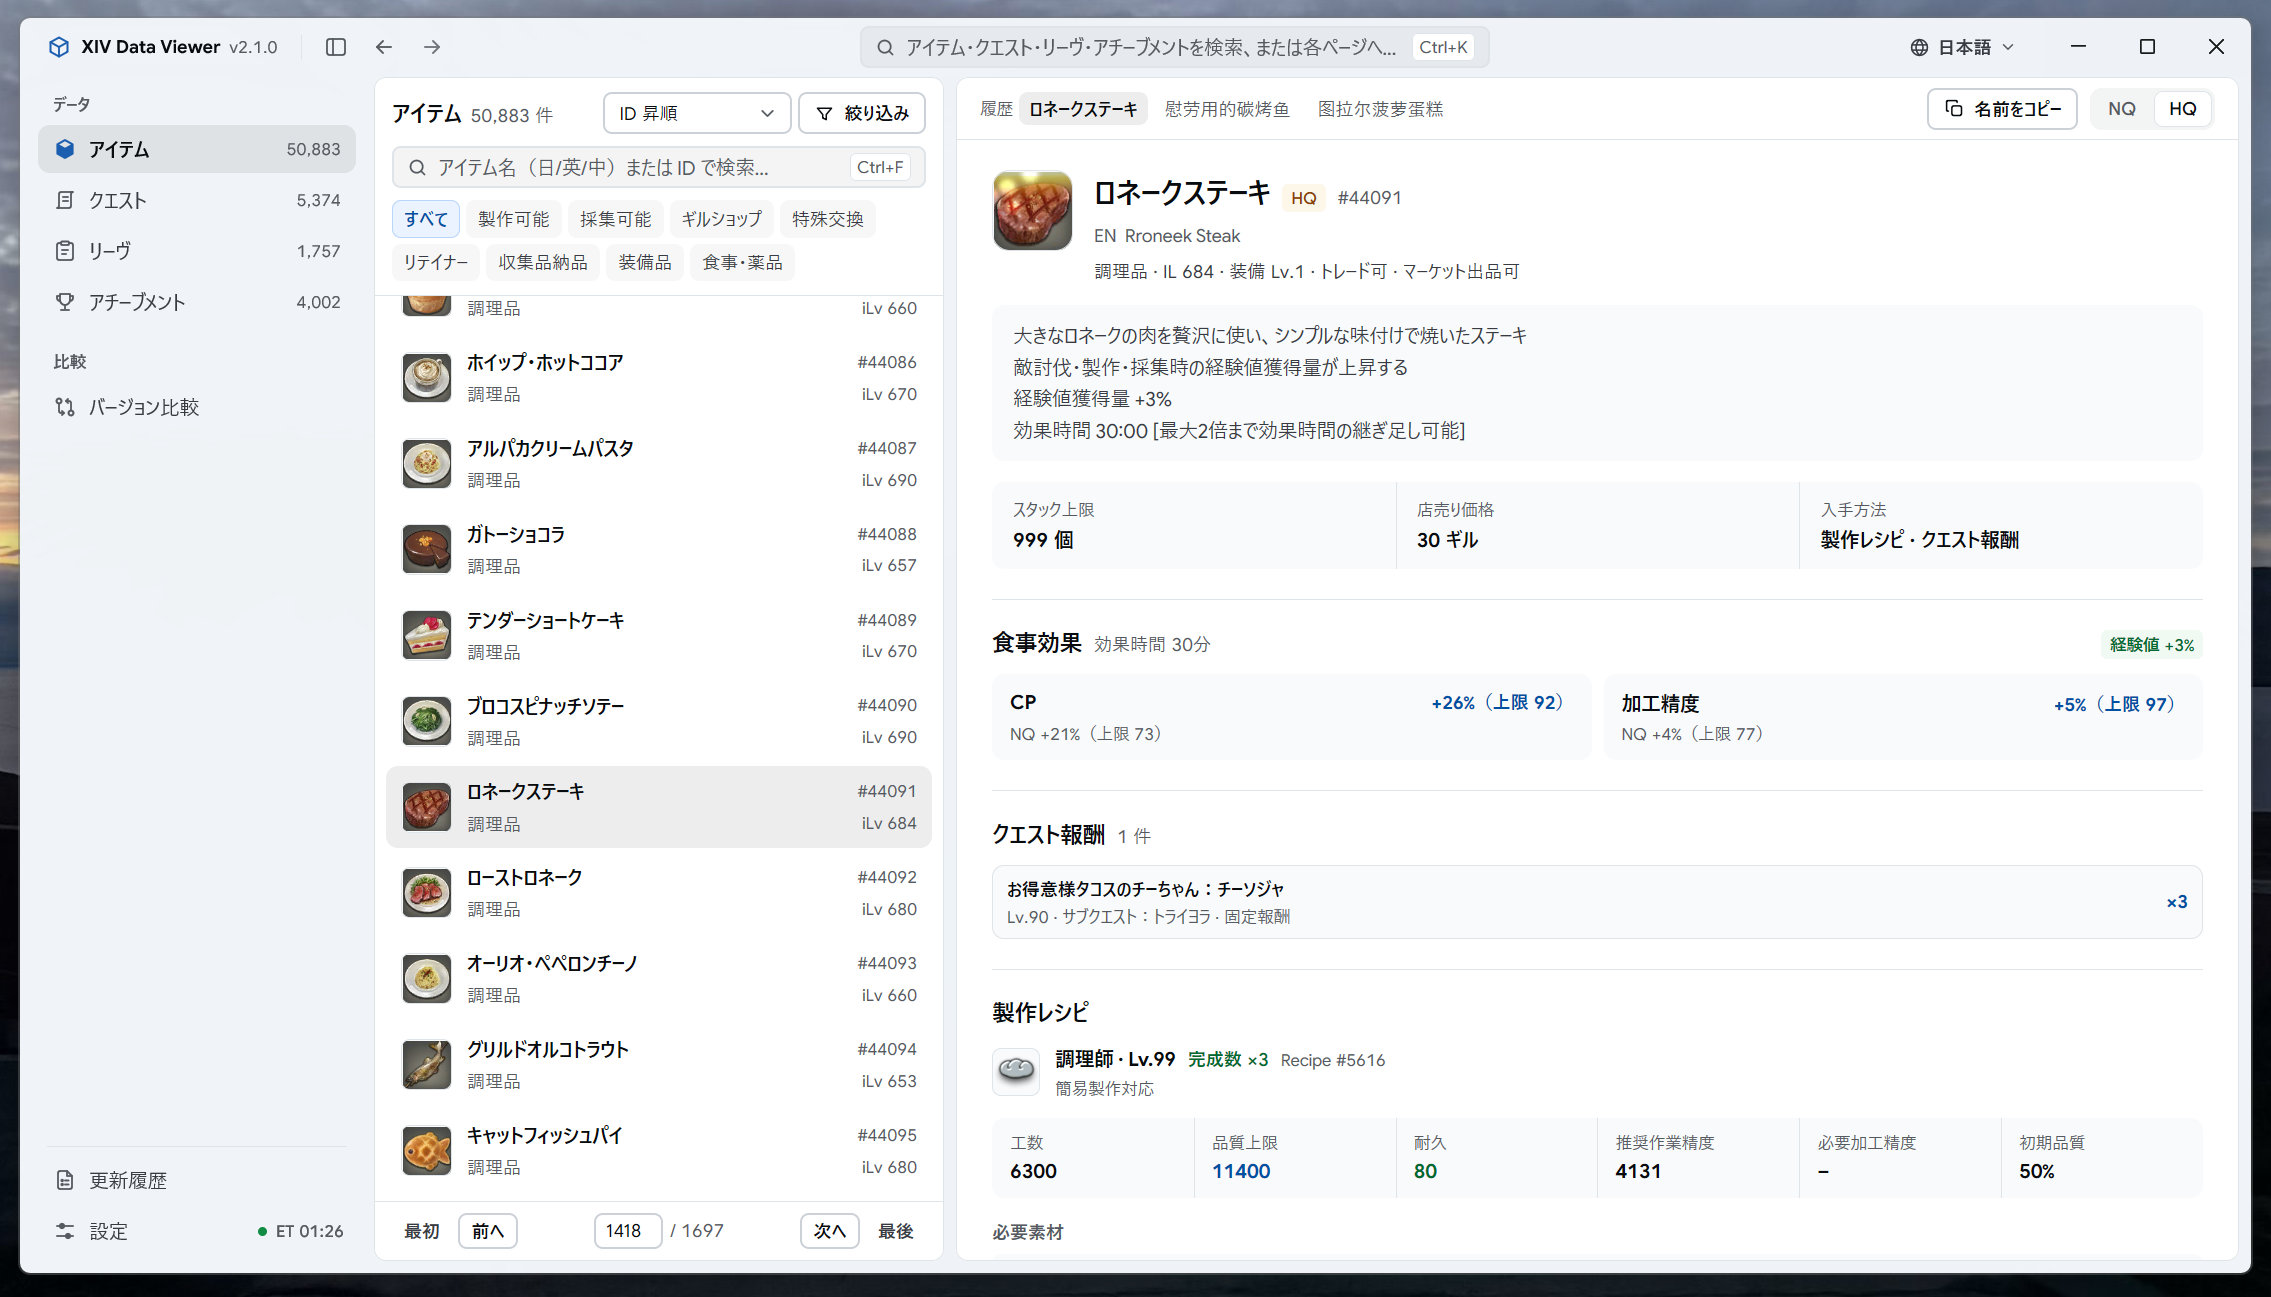 XIV Data Viewer v2.1.0
アイテム・クエスト・リーヴ・アチーブメントを検索、または各ページへ... Ctrl+K
日本語
データ
アイテム 50,883
クエスト 5,374
リーヴ 1,757
アチーブメント 4,002
比較
バージョン比較
更新履歴
設定 ET 01:26
アイテム 50,883 件 ID 昇順 絞り込み
アイテム名（日/英/中）または ID で検索... Ctrl+F
すべて 製作可能 採集可能 ギルショップ 特殊交換
リテイナー 収集品納品 装備品 食事・薬品
調理品 iLv 660
ホイップ・ホットココア #44086
調理品 iLv 670
アルパカクリームパスタ #44087
調理品 iLv 690
ガトーショコラ #44088
調理品 iLv 657
テンダーショートケーキ #44089
調理品 iLv 670
ブロコスピナッチソテー #44090
調理品 iLv 690
ロネークステーキ #44091
調理品 iLv 684
ローストロネーク #44092
調理品 iLv 680
オーリオ・ペペロンチーノ #44093
調理品 iLv 660
グリルドオルコトラウト #44094
調理品 iLv 653
キャットフィッシュパイ #44095
調理品 iLv 680
最初 前へ 1418 / 1697 次へ 最後
履歴 ロネークステーキ 慰劳用的碳烤鱼 图拉尔菠萝蛋糕 名前をコピー NQ HQ
ロネークステーキ HQ #44091
EN Rroneek Steak
調理品 · IL 684 · 装備 Lv.1 · トレード可 · マーケット出品可
大きなロネークの肉を贅沢に使い、シンプルな味付けで焼いたステーキ
敵討伐・製作・採集時の経験値獲得量が上昇する
経験値獲得量 +3%
効果時間 30:00 [最大2倍まで効果時間の継ぎ足し可能]
スタック上限 店売り価格 入手方法
999 個 30 ギル 製作レシピ · クエスト報酬
食事効果 効果時間 30分 経験値 +3%
CP +26%（上限 92）
NQ +21%（上限 73）
加工精度 +5%（上限 97）
NQ +4%（上限 77）
クエスト報酬 1 件
お得意様タコスのチーちゃん：チーソジャ ×3
Lv.90 · サブクエスト：トライヨラ · 固定報酬
製作レシピ
調理師 · Lv.99 完成数 ×3 Recipe #5616
簡易製作対応
工数 品質上限 耐久 推奨作業精度 必要加工精度 初期品質
6300 11400 80 4131 – 50%
必要素材